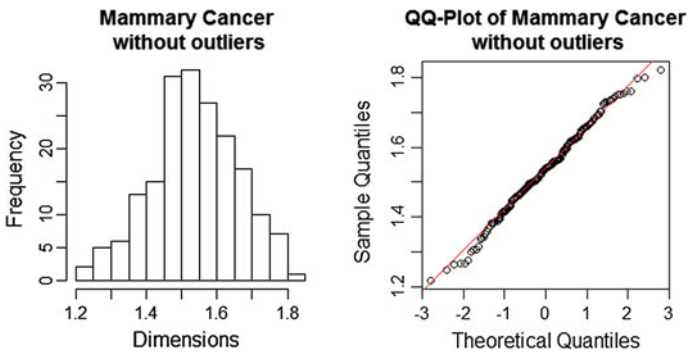 Mammary Cancer
without outliers
Frequency
0
5
15
30
1.2
1.4
1.6
1.8
Dimensions
QQ-Plot of Mammary Cancer
without outliers
Sample Quantiles
1.2
1.4
1.6
1.8
-3
-2
-1
0
1
2
3
Theoretical Quantiles